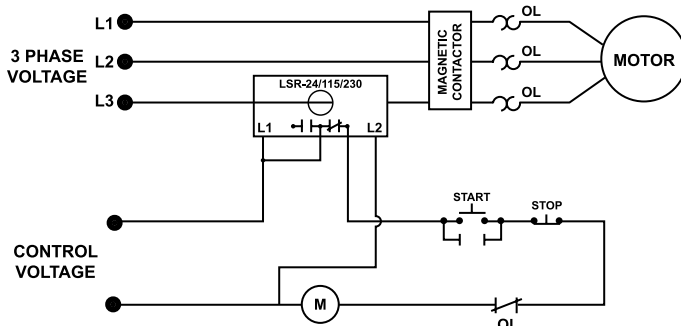 L1
OL
3 PHASE
VOLTAGE
L2
OL
MAGNETIC
CONTACTOR
MOTOR
LSR-24/115/230
L3
OL
L1
L2
START
STOP
CONTROL
VOLTAGE
M
OL